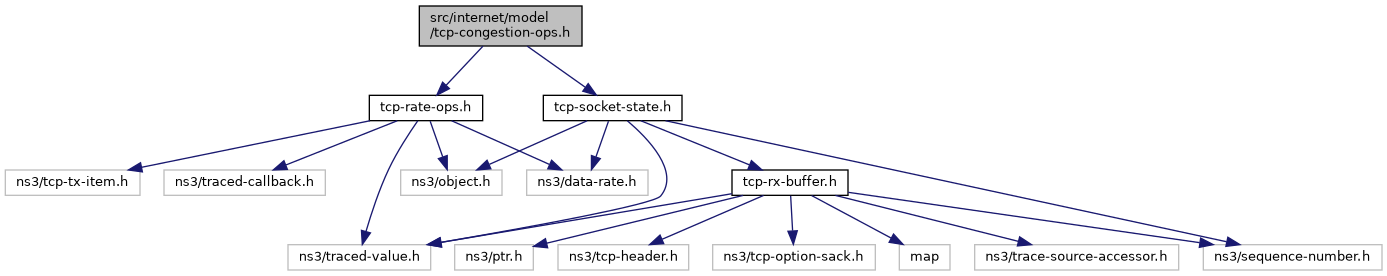 src/internet/model
/tcp-congestion-ops.h
tcp-rate-ops.h
tcp-socket-state.h
ns3/tcp-tx-item.h
ns3/traced-callback.h
ns3/object.h
ns3/data-rate.h
tcp-rx-buffer.h
ns3/traced-value.h
ns3/ptr.h
ns3/tcp-header.h
ns3/tcp-option-sack.h
map
ns3/trace-source-accessor.h
ns3/sequence-number.h